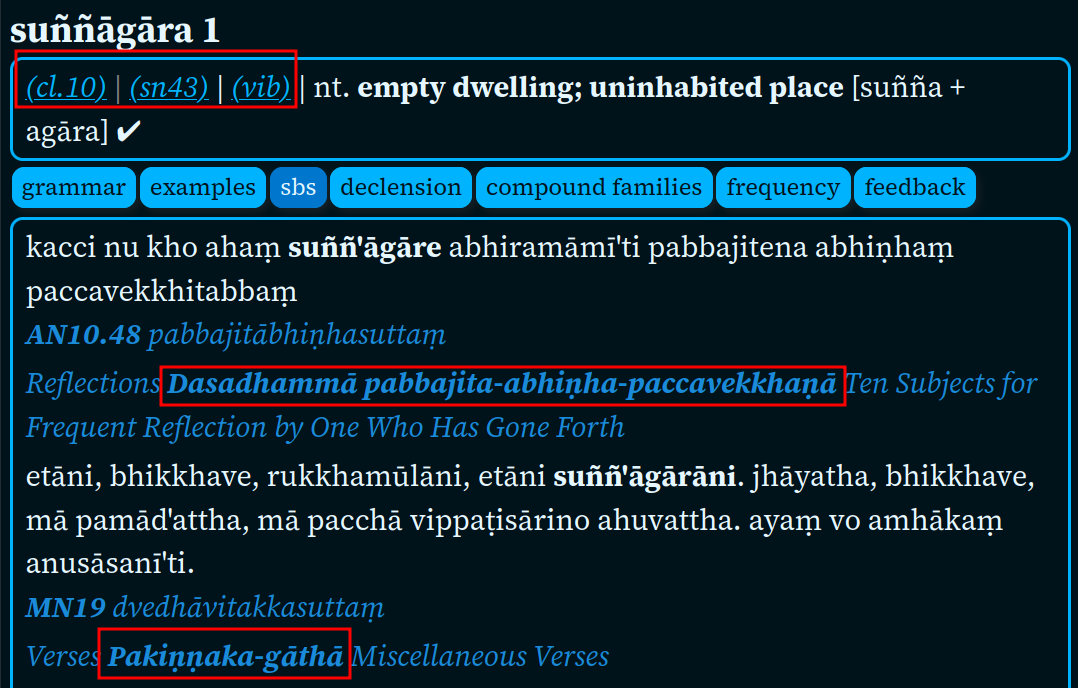 suññāgāra 1
(cl.10) | (sn43) | (vib) | nt. empty dwelling; uninhabited place [suñña +
agāra] ✔
grammar examples sbs declension compound families frequency feedback
kacci nu kho ahaṃ suññ'āgāre abhiramāmī'ti pabbajitena abhiṇhaṃ
paccavekkhitabbaṃ
AN10.48 pabbajitābhiṇhasuttaṃ
Reflections Dasadhammā pabbajita-abhiṇha-paccavekkhaṇā Ten Subjects for
Frequent Reflection by One Who Has Gone Forth
etāni, bhikkhave, rukkhamūlāni, etāni suññ'āgārāni. jhāyatha, bhikkhave,
mā pamād'attha, mā pacchā vippaṭisārino ahuvattha. ayaṃ vo amhākaṃ
anusāsanī'ti.
MN19 dvedhāvitakkasuttaṃ
Verses Pakiṇṇaka-gāthā Miscellaneous Verses